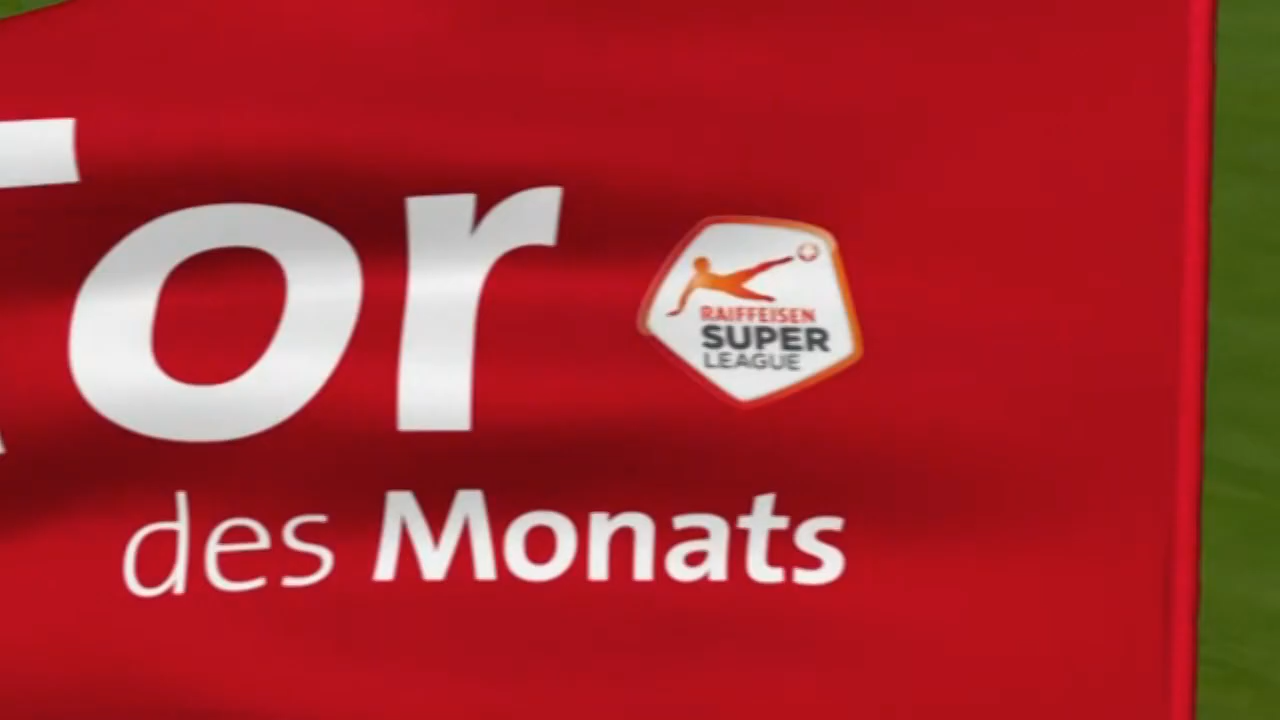 Tor
RAIFFEISEN
SUPER
LEAGUE
des Monats